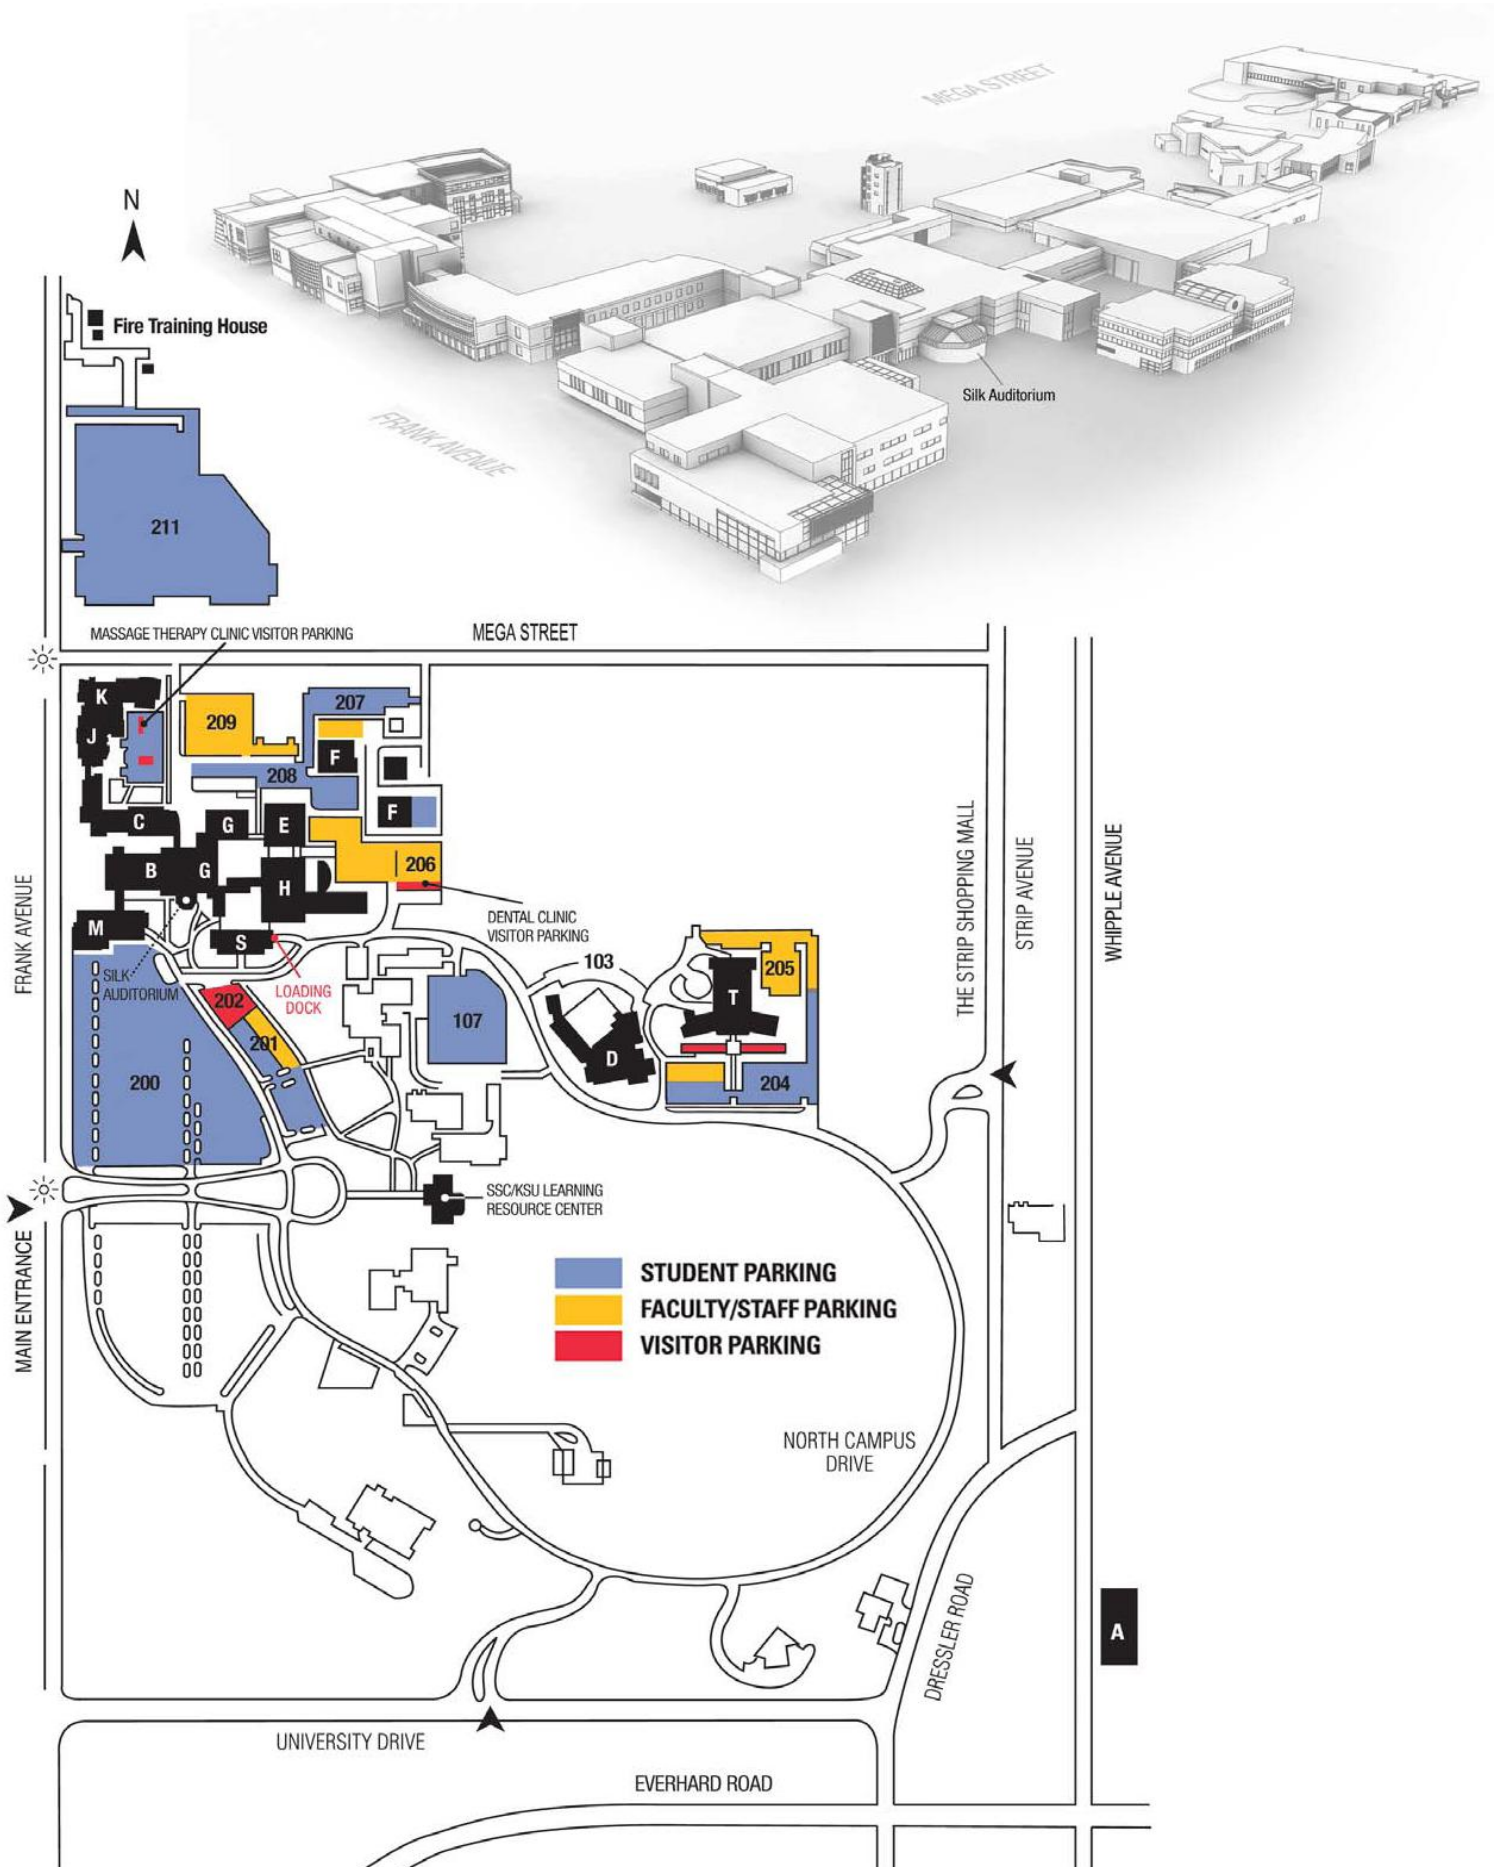 MEGA STREET
N
Fire Training House
Silk Auditorium
FRANK AVENUE
211
MASSAGE THERAPY CLINIC VISITOR PARKING
MEGA STREET
K
J
209
207
F
208
F
C
G
E
B
G
H
206
M
S
DENTAL CLINIC
VISITOR PARKING
FRANK AVENUE
SILK
AUDITORIUM
202
LOADING
DOCK
201
200
107
103
D
T
205
204
THE STRIP SHOPPING MALL
STRIP AVENUE
WHIPPLE AVENUE
SSC/KSU LEARNING
RESOURCE CENTER
MAIN ENTRANCE
STUDENT PARKING
FACULTY/STAFF PARKING
VISITOR PARKING
NORTH CAMPUS
DRIVE
DRESSLER ROAD
A
UNIVERSITY DRIVE
EVERHARD ROAD